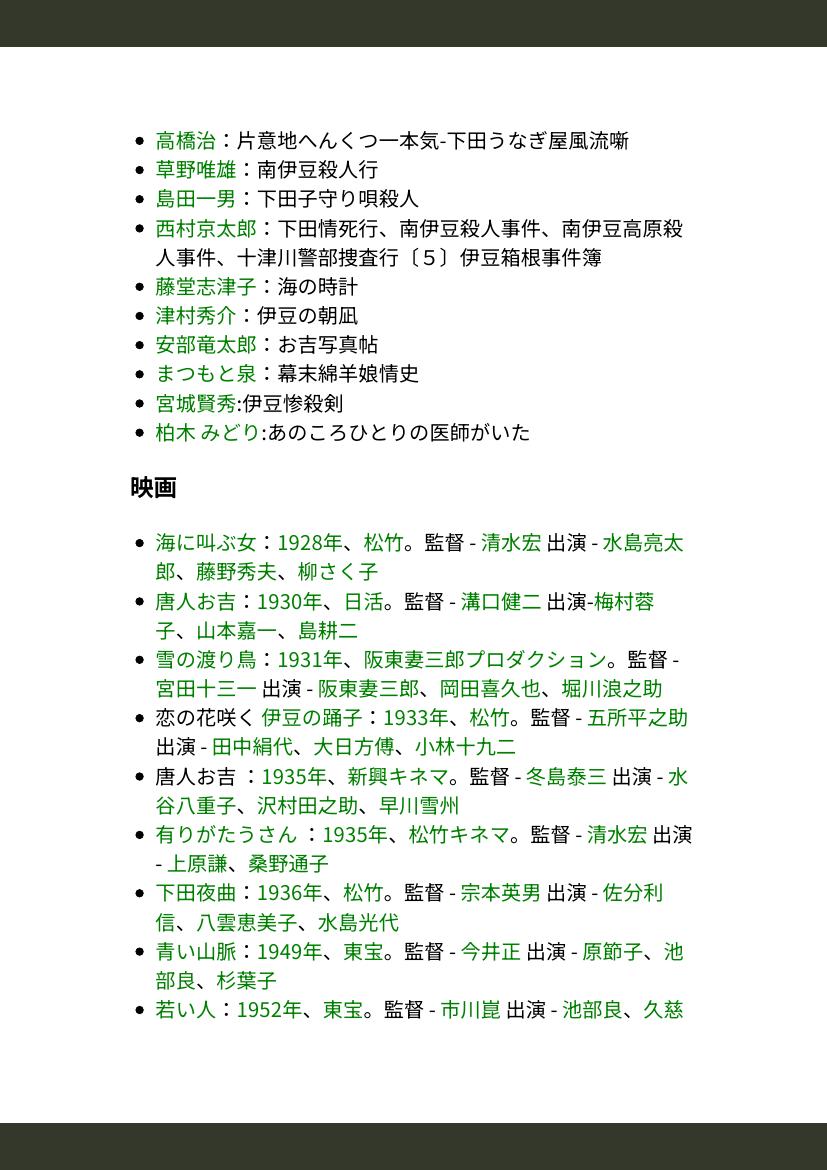 高橋治：片意地へんくつ一本気-下田うなぎ屋風流噺
草野唯雄：南伊豆殺人行
島田一男：下田子守り唄殺人
西村京太郎：下田情死行、南伊豆殺人事件、南伊豆高原殺
人事件、十津川警部捜査行〔５〕伊豆箱根事件簿
藤堂志津子：海の時計
津村秀介：伊豆の朝凪
安部竜太郎：お吉写真帖
まつもと泉：幕末綿羊娘情史
宮城賢秀:伊豆惨殺剣
柏木 みどり:あのころひとりの医師がいた
映画
海に叫ぶ女：1928年、松竹。監督 - 清水宏 出演 - 水島亮太
郎、藤野秀夫、柳さく子
唐人お吉：1930年、日活。監督 - 溝口健二 出演-梅村蓉
子、山本嘉一、島耕二
雪の渡り鳥：1931年、阪東妻三郎プロダクション。監督 -
宮田十三一 出演 - 阪東妻三郎、岡田喜久也、堀川浪之助
恋の花咲く 伊豆の踊子：1933年、松竹。監督 - 五所平之助
出演 - 田中絹代、大日方傳、小林十九二
唐人お吉 ：1935年、新興キネマ。監督 - 冬島泰三 出演 - 水
谷八重子、沢村田之助、早川雪州
有りがたうさん ：1935年、松竹キネマ。監督 - 清水宏 出演
- 上原謙、桑野通子
下田夜曲：1936年、松竹。監督 - 宗本英男 出演 - 佐分利
信、八雲恵美子、水島光代
青い山脈：1949年、東宝。監督 - 今井正 出演 - 原節子、池
部良、杉葉子
若い人：1952年、東宝。監督 - 市川崑 出演 - 池部良、久慈